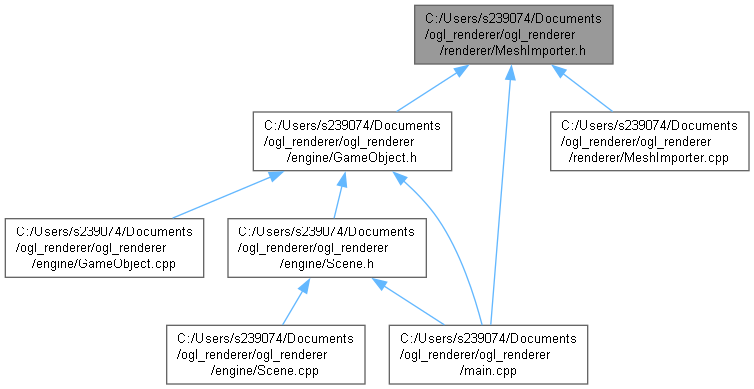 C:/Users/s239074/Documents
/ogl_renderer/ogl_renderer
/renderer/MeshImporter.h
C:/Users/s239074/Documents
/ogl_renderer/ogl_renderer
/engine/GameObject.h
C:/Users/s239074/Documents
/ogl_renderer/ogl_renderer
/renderer/MeshImporter.cpp
C:/Users/s239074/Documents
/ogl_renderer/ogl_renderer
/engine/GameObject.cpp
C:/Users/s239074/Documents
/ogl_renderer/ogl_renderer
/engine/Scene.h
C:/Users/s239074/Documents
/ogl_renderer/ogl_renderer
/engine/Scene.cpp
C:/Users/s239074/Documents
/ogl_renderer/ogl_renderer
/main.cpp